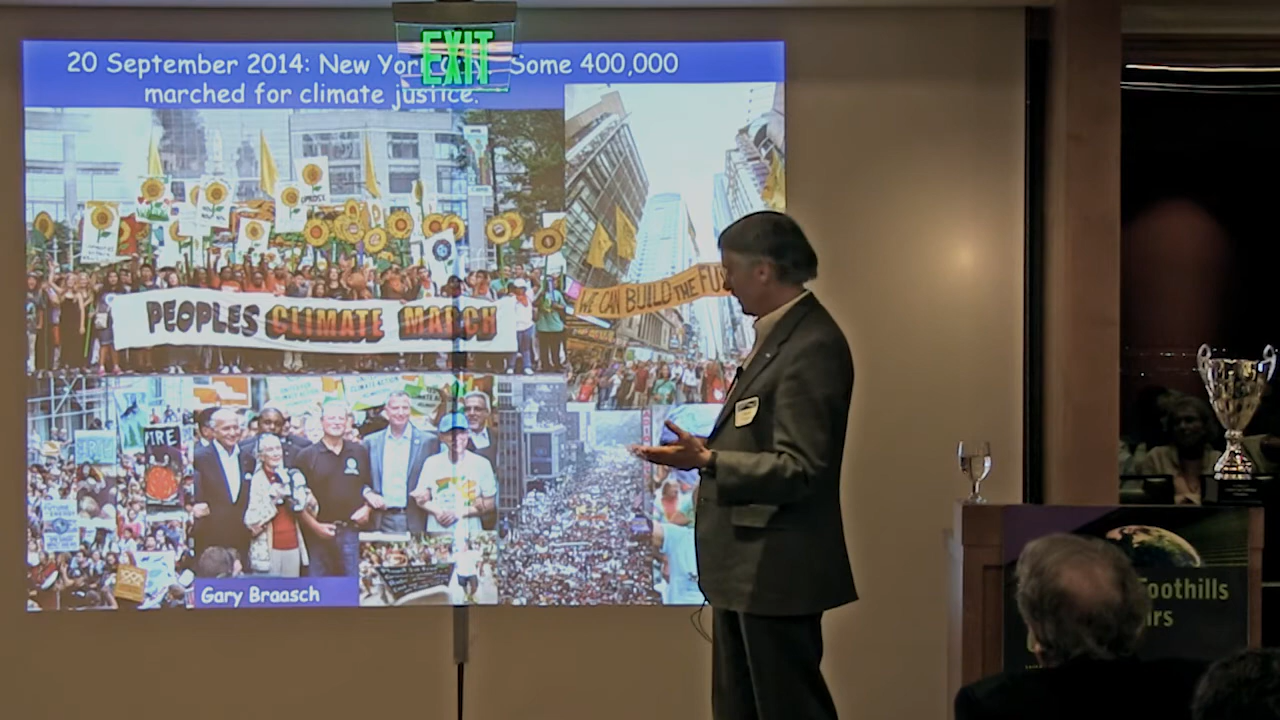 EXIT
20 September 2014: New York City: Some 400,000
marched for climate justice.
WE CAN BUILD THE FU
PEOPLES CLIMATE MARCH
Gary Braasch
Foothills